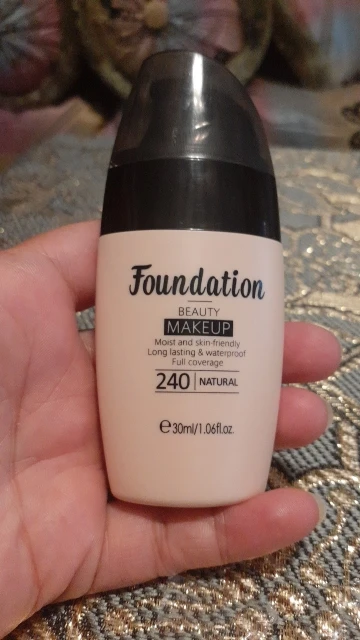 Foundation
BEAUTY
MAKEUP
Moist and skin-friendly
Long lasting & waterproof
Full coverage
240 NATURAL
℮30ml/1.06fl.oz.